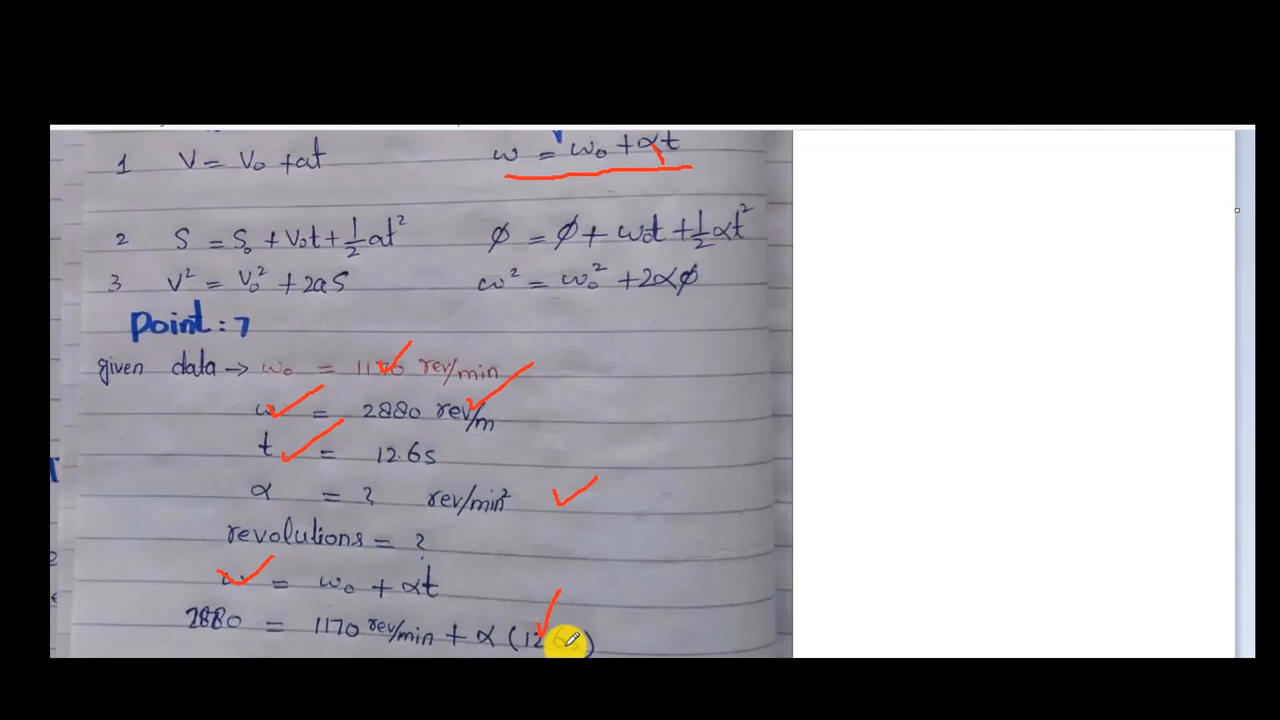 1 V = V₀ + at ω = ω₀ + αt
2 S = S₀ + V₀t + ½at² ϕ = ϕ + ω₀t + ½αt²
3 V² = V₀² + 2aS ω² = ω₀² + 2αϕ
Point: 7
given data → ω₀ = 1170 rev/min
ω = 2880 rev/m
t = 12.6s
α = ? rev/min²
revolutions = ?
ω = ω₀ + αt
2880 = 1170 rev/min + α (12.6s)